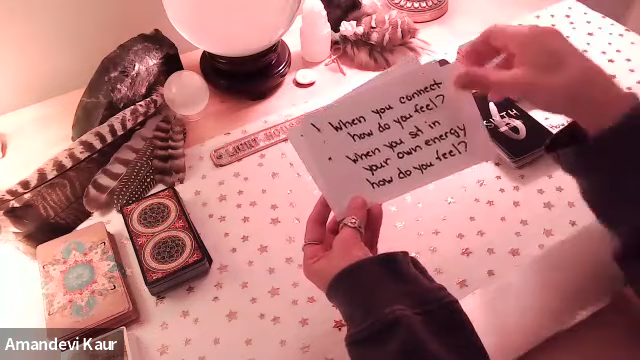 1 When you connect
how do you feel?
• When you sit in
your own energy
how do you feel?
Amandevi Kaur